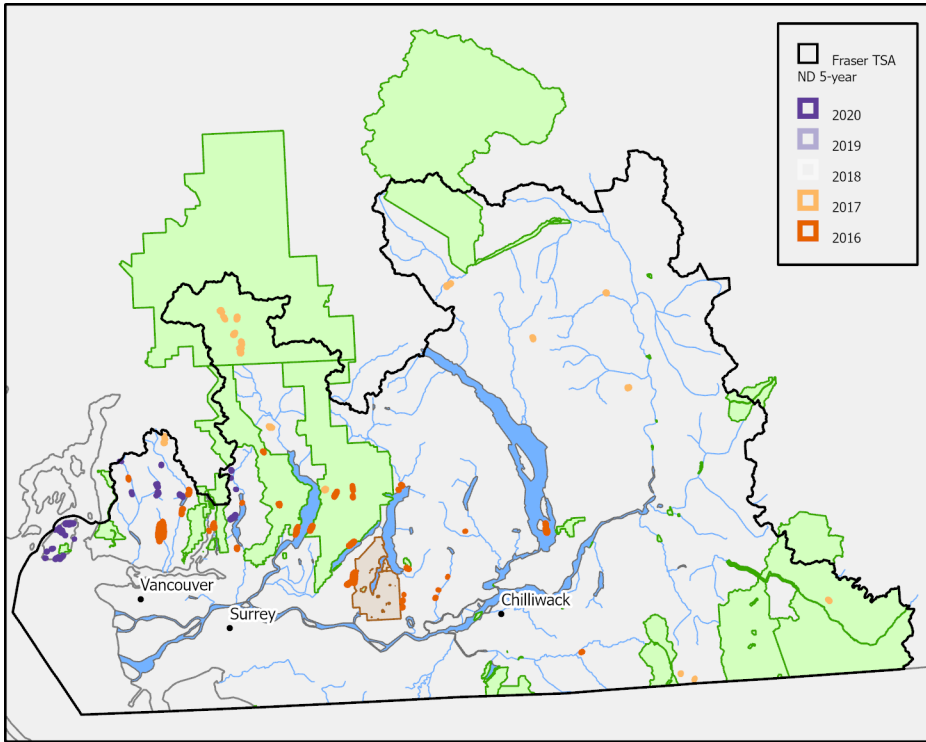 Fraser TSA
ND 5-year
2020
2019
2018
2017
2016
Vancouver
Surrey
Chilliwack